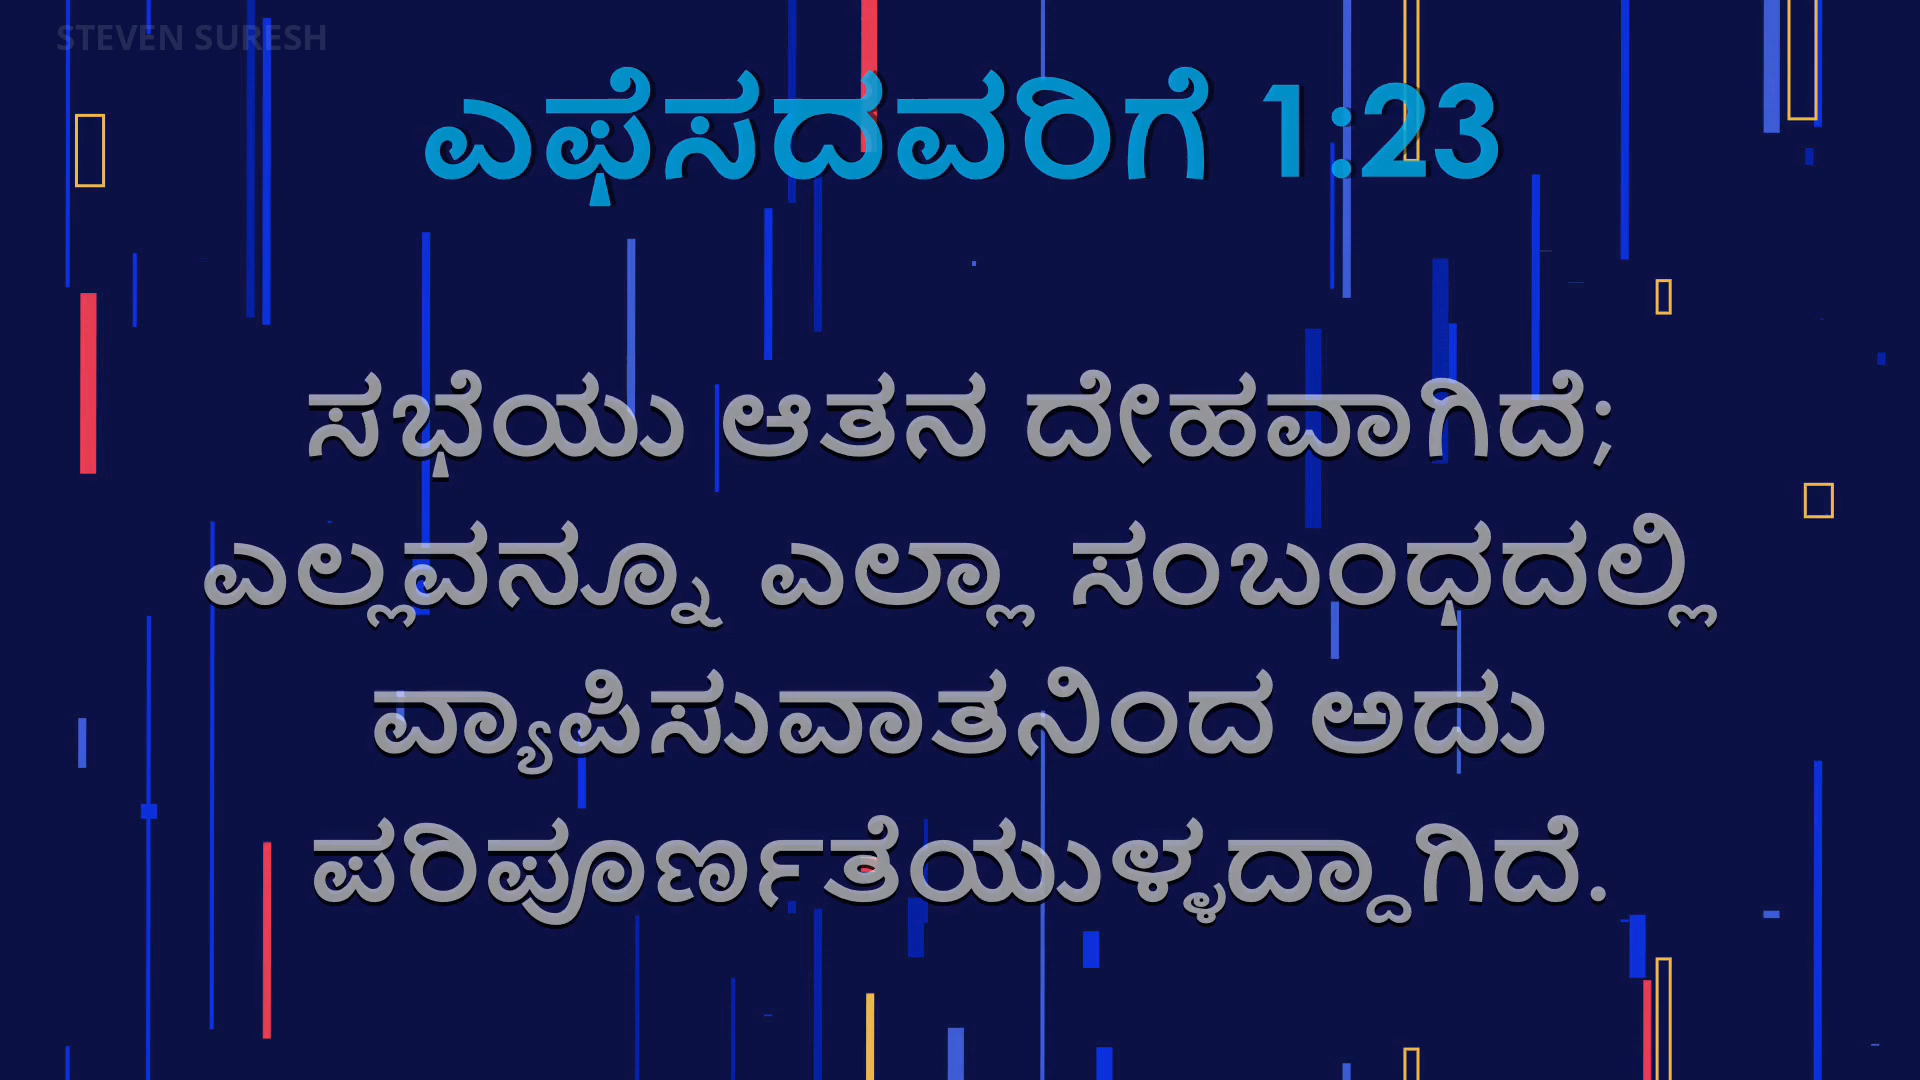 STEVEN SURESH
ಎಫೆಸದವರಿಗೆ 1:23
ಸಭೆಯು ಆತನ ದೇಹವಾಗಿದೆ;
ಎಲ್ಲವನ್ನೂ ಎಲ್ಲಾ ಸಂಬಂಧದಲ್ಲಿ
ವ್ಯಾಪಿಸುವಾತನಿಂದ ಅದು
ಪರಿಪೂರ್ಣತೆಯುಳ್ಳದ್ದಾಗಿದೆ.